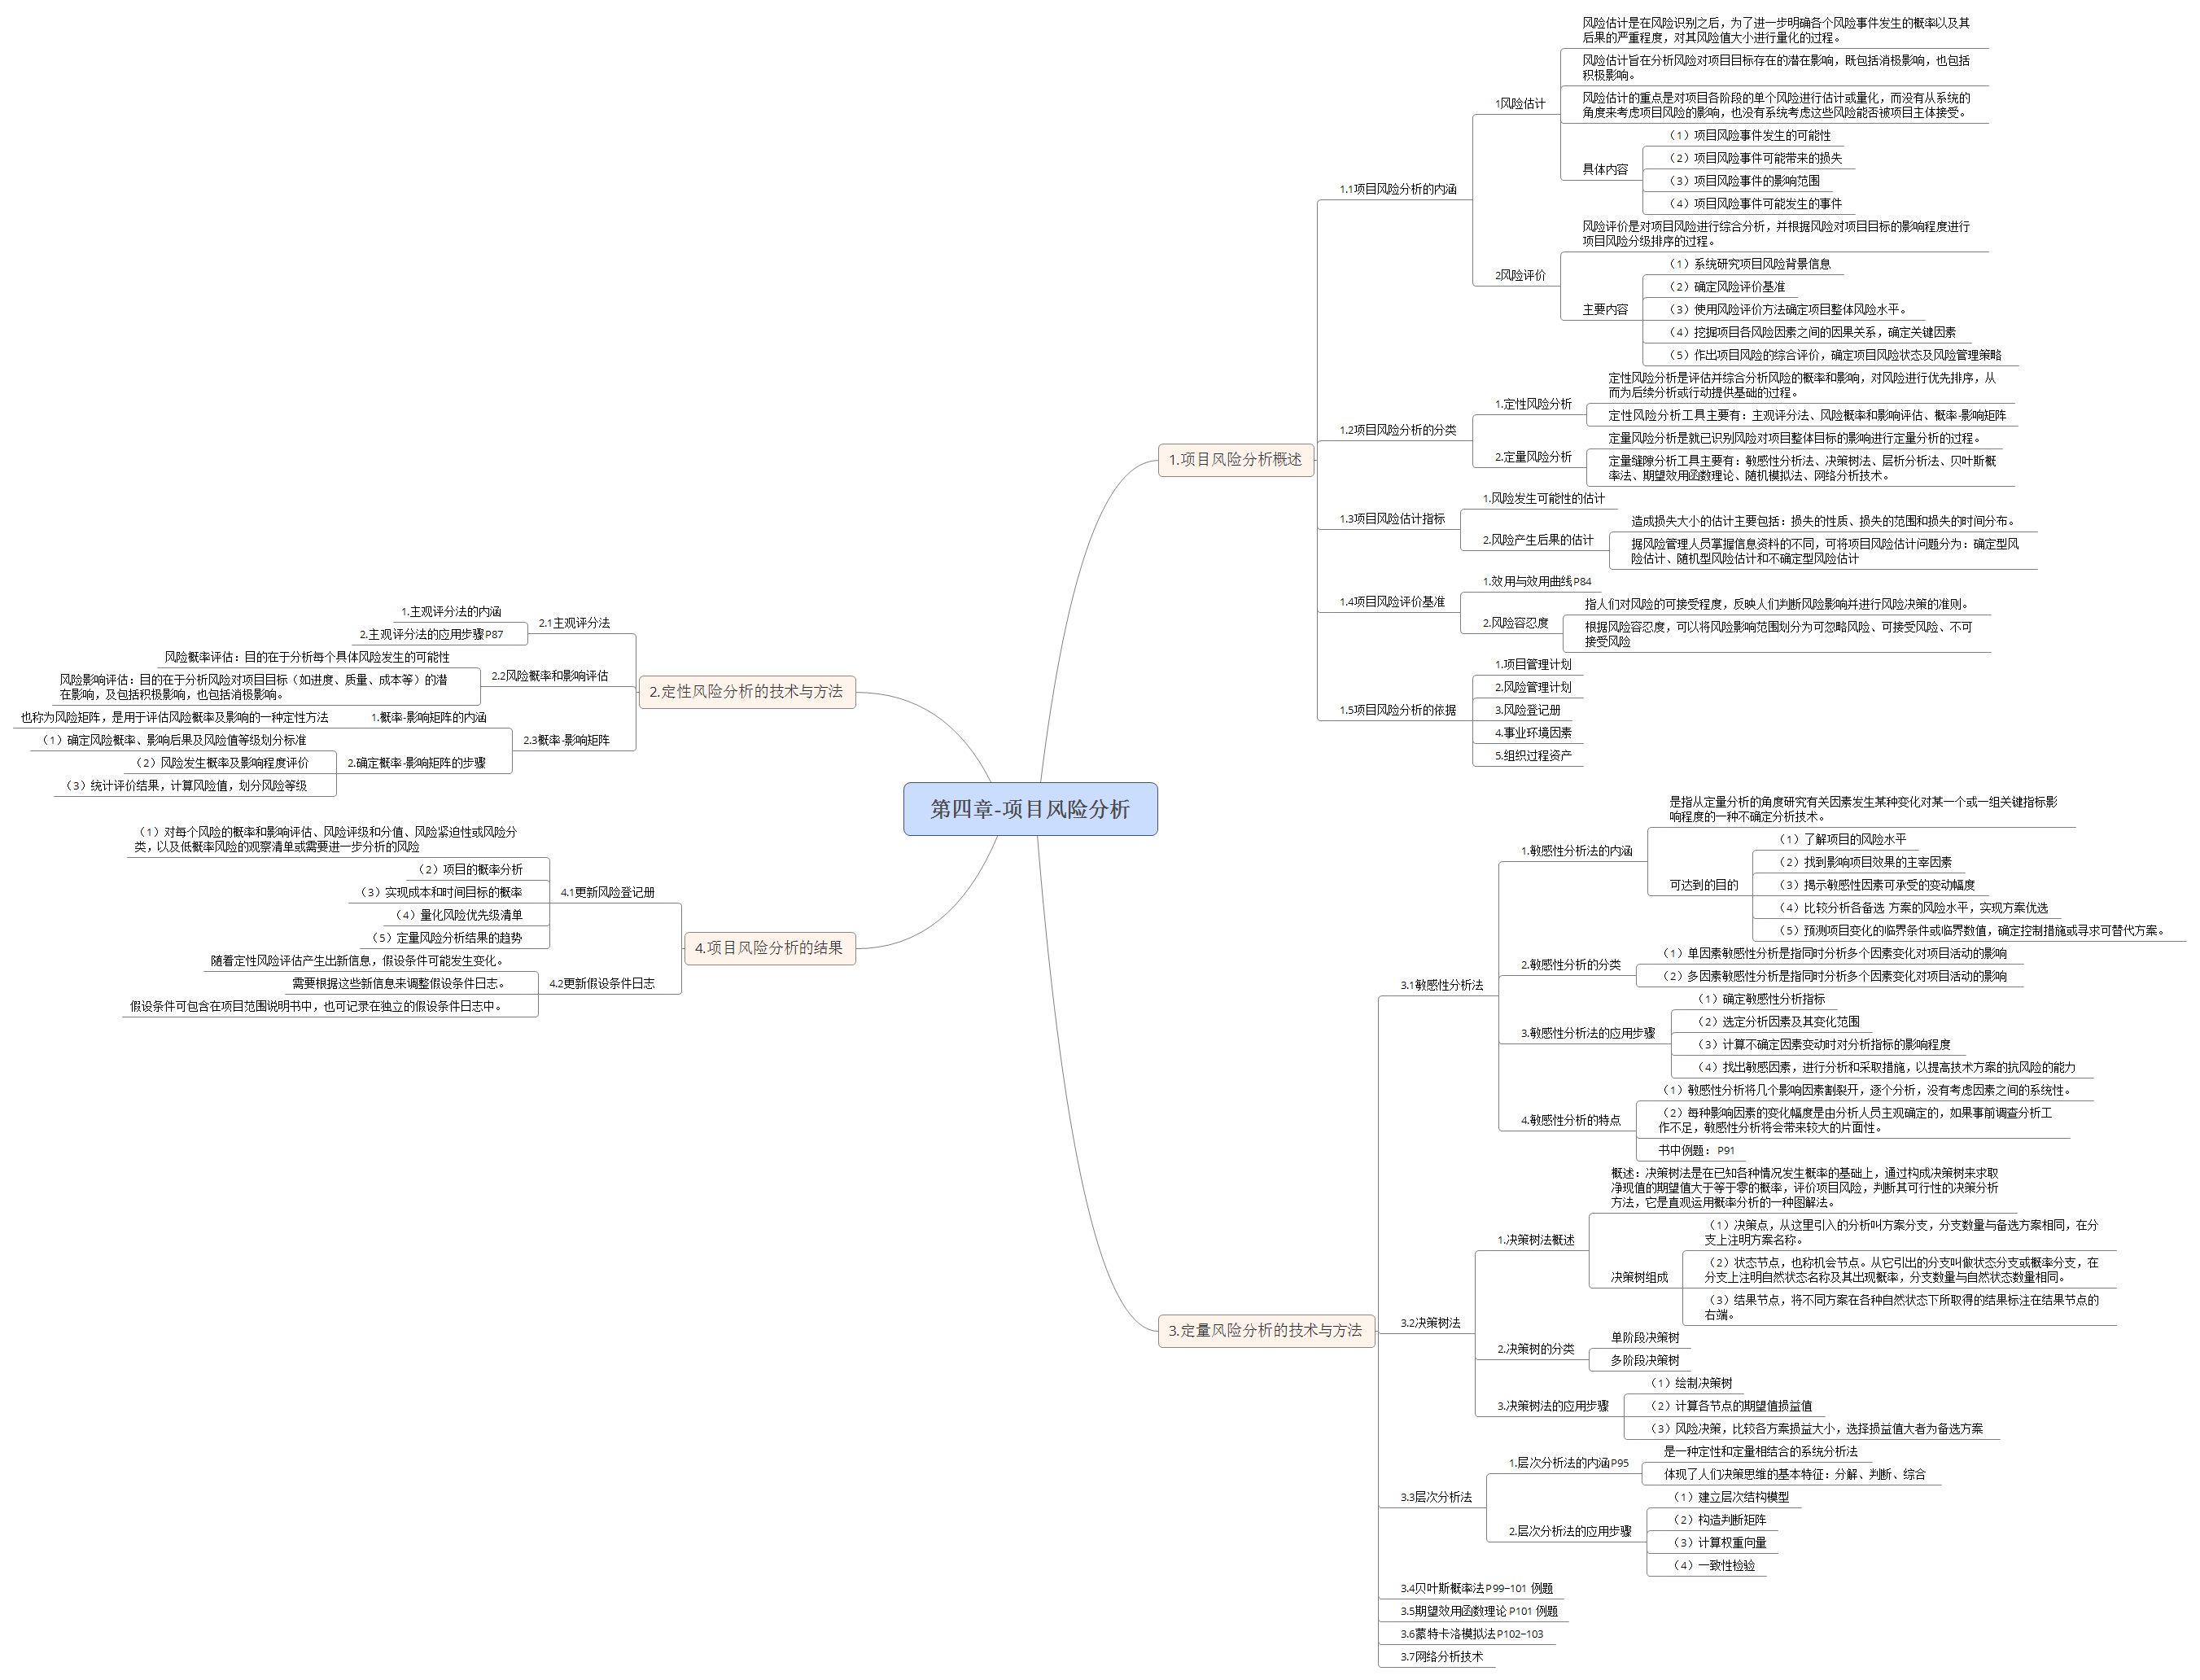 第四章-项目风险分析
1.项目风险分析概述
1.1项目风险分析的内涵
1风险估计
风险估计是在风险识别之后，为了进一步明确各个风险事件发生的概率以及其
后果的严重程度，对其风险值大小进行量化的过程。
风险估计旨在分析风险对项目目标存在的潜在影响，既包括消极影响，也包括
积极影响。
风险估计的重点是对项目各阶段的单个风险进行估计或量化，而没有从系统的
角度来考虑项目风险的影响，也没有系统考虑这些风险能否被项目主体接受。
具体内容
（1）项目风险事件发生的可能性
（2）项目风险事件可能带来的损失
（3）项目风险事件的影响范围
（4）项目风险事件可能发生的事件
2风险评价
风险评价是对项目风险进行综合分析，并根据风险对项目目标的影响程度进行
项目风险分级排序的过程。
主要内容
（1）系统研究项目风险背景信息
（2）确定风险评价基准
（3）使用风险评价方法确定项目整体风险水平。
（4）挖掘项目各风险因素之间的因果关系，确定关键因素
（5）作出项目风险的综合评价，确定项目风险状态及风险管理策略
1.2项目风险分析的分类
1.定性风险分析
定性风险分析是评估并综合分析风险的概率和影响，对风险进行优先排序，从
而为后续分析或行动提供基础的过程。
定性风险分析工具主要有：主观评分法、风险概率和影响评估、概率-影响矩阵
2.定量风险分析
定量风险分析是就已识别风险对项目整体目标的影响进行定量分析的过程。
定量缝隙分析工具主要有：敏感性分析法、决策树法、层析分析法、贝叶斯概
率法、期望效用函数理论、随机模拟法、网络分析技术。
1.3项目风险估计指标
1.风险发生可能性的估计
2.风险产生后果的估计
造成损失大小的估计主要包括：损失的性质、损失的范围和损失的时间分布。
据风险管理人员掌握信息资料的不同，可将项目风险估计问题分为：确定型风
险估计、随机型风险估计和不确定型风险估计
1.4项目风险评价基准
1.效用与效用曲线P84
2.风险容忍度
指人们对风险的可接受程度，反映人们判断风险影响并进行风险决策的准则。
根据风险容忍度，可以将风险影响范围划分为可忽略风险、可接受风险、不可
接受风险
1.5项目风险分析的依据
1.项目管理计划
2.风险管理计划
3.风险登记册
4.事业环境因素
5.组织过程资产
2.定性风险分析的技术与方法
2.1主观评分法
1.主观评分法的内涵
2.主观评分法的应用步骤P87
2.2风险概率和影响评估
风险概率评估：目的在于分析每个具体风险发生的可能性
风险影响评估：目的在于分析风险对项目目标（如进度、质量、成本等）的潜
在影响，及包括积极影响，也包括消极影响。
2.3概率-影响矩阵
1.概率-影响矩阵的内涵
也称为风险矩阵，是用于评估风险概率及影响的一种定性方法
2.确定概率-影响矩阵的步骤
（1）确定风险概率、影响后果及风险值等级划分标准
（2）风险发生概率及影响程度评价
（3）统计评价结果，计算风险值，划分风险等级
3.定量风险分析的技术与方法
3.1敏感性分析法
1.敏感性分析法的内涵
是指从定量分析的角度研究有关因素发生某种变化对某一个或一组关键指标影
响程度的一种不确定分析技术。
可达到的目的
（1）了解项目的风险水平
（2）找到影响项目效果的主宰因素
（3）揭示敏感性因素可承受的变动幅度
（4）比较分析各备选 方案的风险水平，实现方案优选
（5）预测项目变化的临界条件或临界数值，确定控制措施或寻求可替代方案。
2.敏感性分析的分类
（1）单因素敏感性分析是指同时分析多个因素变化对项目活动的影响
（2）多因素敏感性分析是指同时分析多个因素变化对项目活动的影响
3.敏感性分析法的应用步骤
（1）确定敏感性分析指标
（2）选定分析因素及其变化范围
（3）计算不确定因素变动时对分析指标的影响程度
（4）找出敏感因素，进行分析和采取措施，以提高技术方案的抗风险的能力
4.敏感性分析的特点
（1）敏感性分析将几个影响因素割裂开，逐个分析，没有考虑因素之间的系统性。
（2）每种影响因素的变化幅度是由分析人员主观确定的，如果事前调查分析工
作不足，敏感性分析将会带来较大的片面性。
书中例题：P91
3.2决策树法
1.决策树法概述
概述：决策树法是在已知各种情况发生概率的基础上，通过构成决策树来求取
净现值的期望值大于等于零的概率，评价项目风险，判断其可行性的决策分析
方法，它是直观运用概率分析的一种图解法。
决策树组成
（1）决策点，从这里引入的分析叫方案分支，分支数量与备选方案相同，在分
支上注明方案名称。
（2）状态节点，也称机会节点。从它引出的分支叫做状态分支或概率分支，在
分支上注明自然状态名称及其出现概率，分支数量与自然状态数量相同。
（3）结果节点，将不同方案在各种自然状态下所取得的结果标注在结果节点的
右端。
2.决策树的分类
单阶段决策树
多阶段决策树
3.决策树法的应用步骤
（1）绘制决策树
（2）计算各节点的期望值损益值
（3）风险决策，比较各方案损益大小，选择损益值大者为备选方案
3.3层次分析法
1.层次分析法的内涵P95
是一种定性和定量相结合的系统分析法
体现了人们决策思维的基本特征：分解、判断、综合
2.层次分析法的应用步骤
（1）建立层次结构模型
（2）构造判断矩阵
（3）计算权重向量
（4）一致性检验
3.4贝叶斯概率法P99-101 例题
3.5期望效用函数理论 P101 例题
3.6蒙特卡洛模拟法P102-103
3.7网络分析技术
4.项目风险分析的结果
4.1更新风险登记册
（1）对每个风险的概率和影响评估、风险评级和分值、风险紧迫性或风险分
类，以及低概率风险的观察清单或需要进一步分析的风险
（2）项目的概率分析
（3）实现成本和时间目标的概率
（4）量化风险优先级清单
（5）定量风险分析结果的趋势
4.2更新假设条件日志
随着定性风险评估产生出新信息，假设条件可能发生变化。
需要根据这些新信息来调整假设条件日志。
假设条件可包含在项目范围说明书中，也可记录在独立的假设条件日志中。